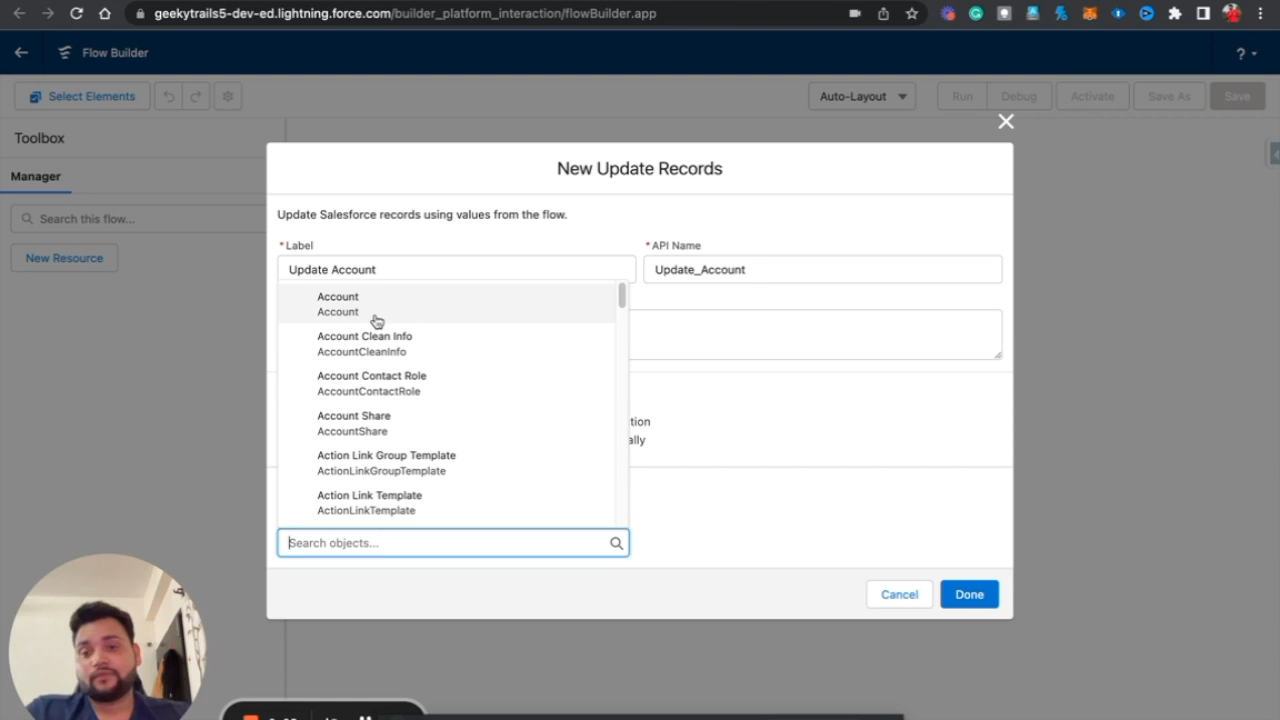 geekytrails5-dev-ed.lightning.force.com/builder_platform_interaction/flowBuilder.app
Flow Builder
?
Select Elements
Auto-Layout
Run
Debug
Activate
Save As
Save
Toolbox
Manager
Search this flow...
New Resource
New Update Records
Update Salesforce records using values from the flow.
* Label
* API Name
Update Account
Update_Account
Account
Account
Account Clean Info
AccountCleanInfo
Account Contact Role
AccountContactRole
Account Share
AccountShare
Action Link Group Template
ActionLinkGroupTemplate
Action Link Template
ActionLinkTemplate
tion
ally
Search objects...
Cancel
Done